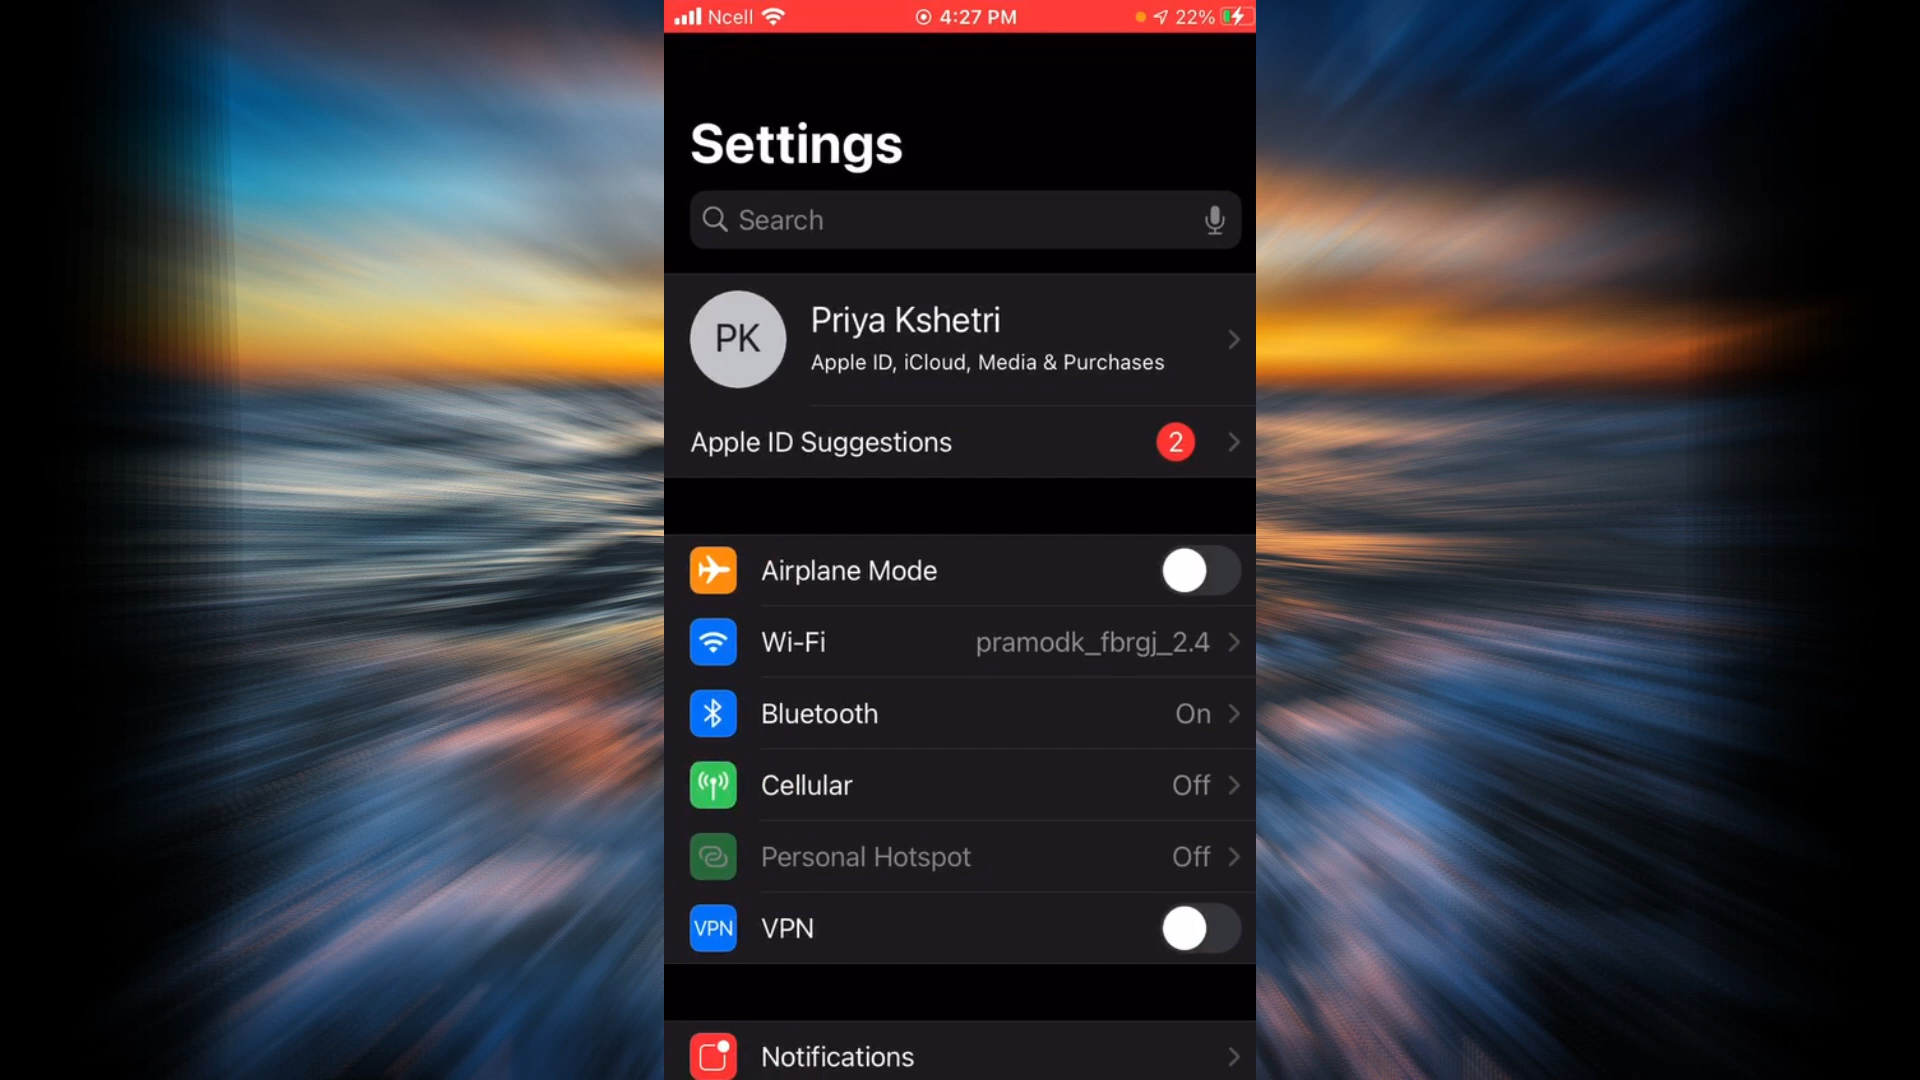 Ncell 4:27 PM 22%
Settings
Search
PK
Priya Kshetri
Apple ID, iCloud, Media & Purchases
Apple ID Suggestions 2
Airplane Mode
Wi-Fi pramodk_fbrgj_2.4
Bluetooth On
Cellular Off
Personal Hotspot Off
VPN VPN
Notifications